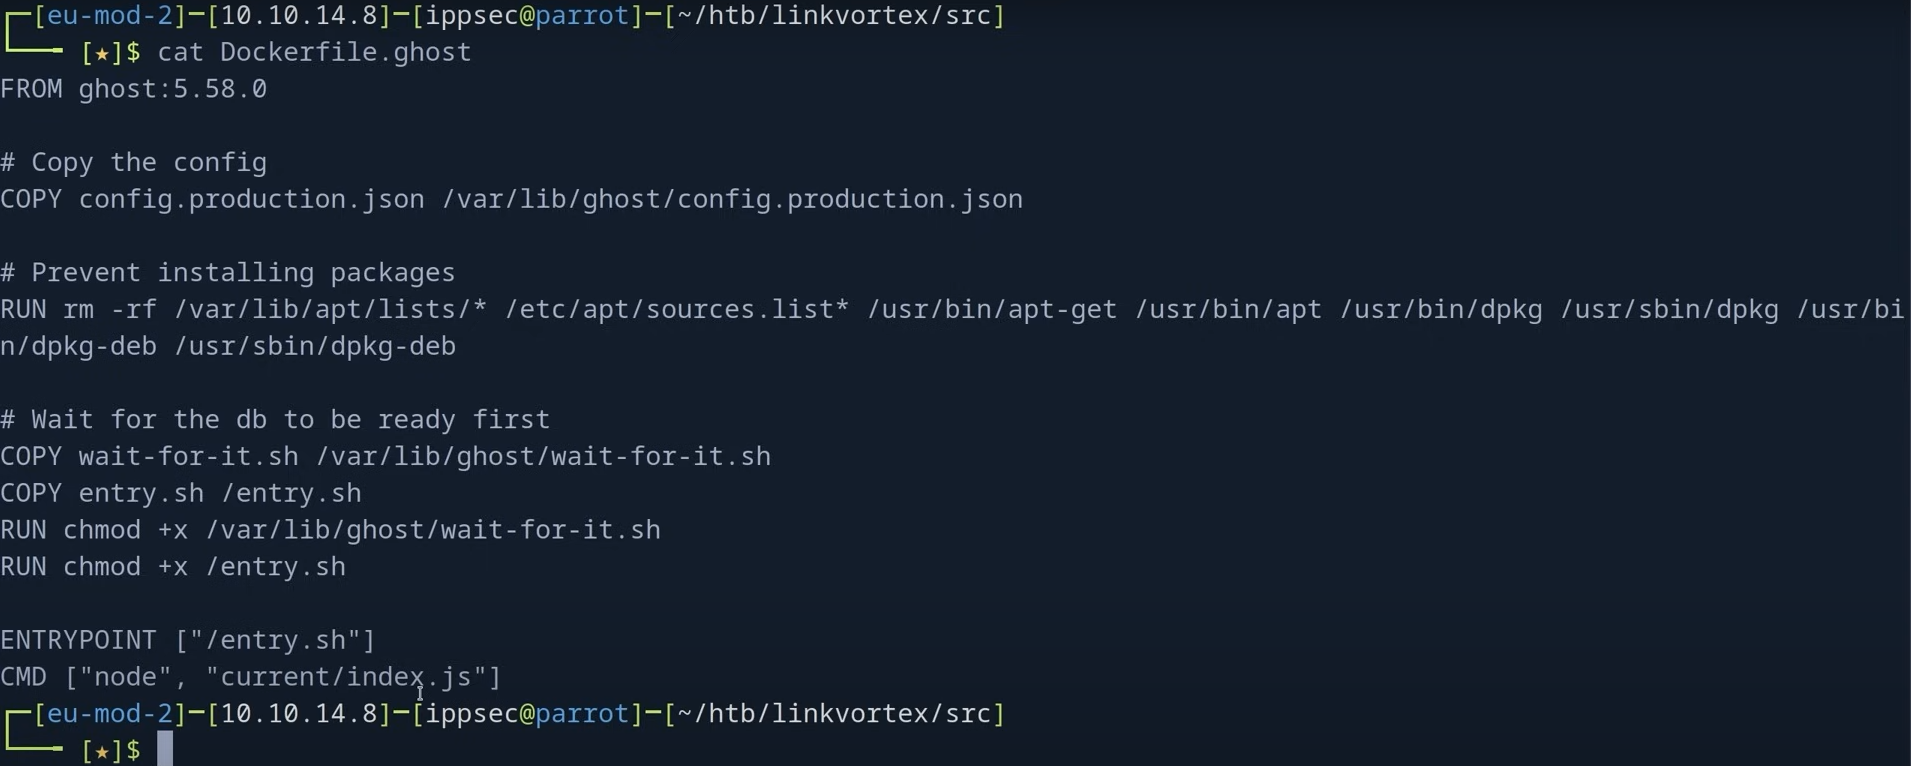 ┌─[eu-mod-2]─[10.10.14.8]─[ippsec@parrot]─[~/htb/linkvortex/src]
└──╼ [★]$ cat Dockerfile.ghost
FROM ghost:5.58.0

# Copy the config
COPY config.production.json /var/lib/ghost/config.production.json

# Prevent installing packages
RUN rm -rf /var/lib/apt/lists/* /etc/apt/sources.list* /usr/bin/apt-get /usr/bin/apt /usr/bin/dpkg /usr/sbin/dpkg /usr/bi
n/dpkg-deb /usr/sbin/dpkg-deb

# Wait for the db to be ready first
COPY wait-for-it.sh /var/lib/ghost/wait-for-it.sh
COPY entry.sh /entry.sh
RUN chmod +x /var/lib/ghost/wait-for-it.sh
RUN chmod +x /entry.sh

ENTRYPOINT ["/entry.sh"]
CMD ["node", "current/index.js"]
┌─[eu-mod-2]─[10.10.14.8]─[ippsec@parrot]─[~/htb/linkvortex/src]
└──╼ [★]$